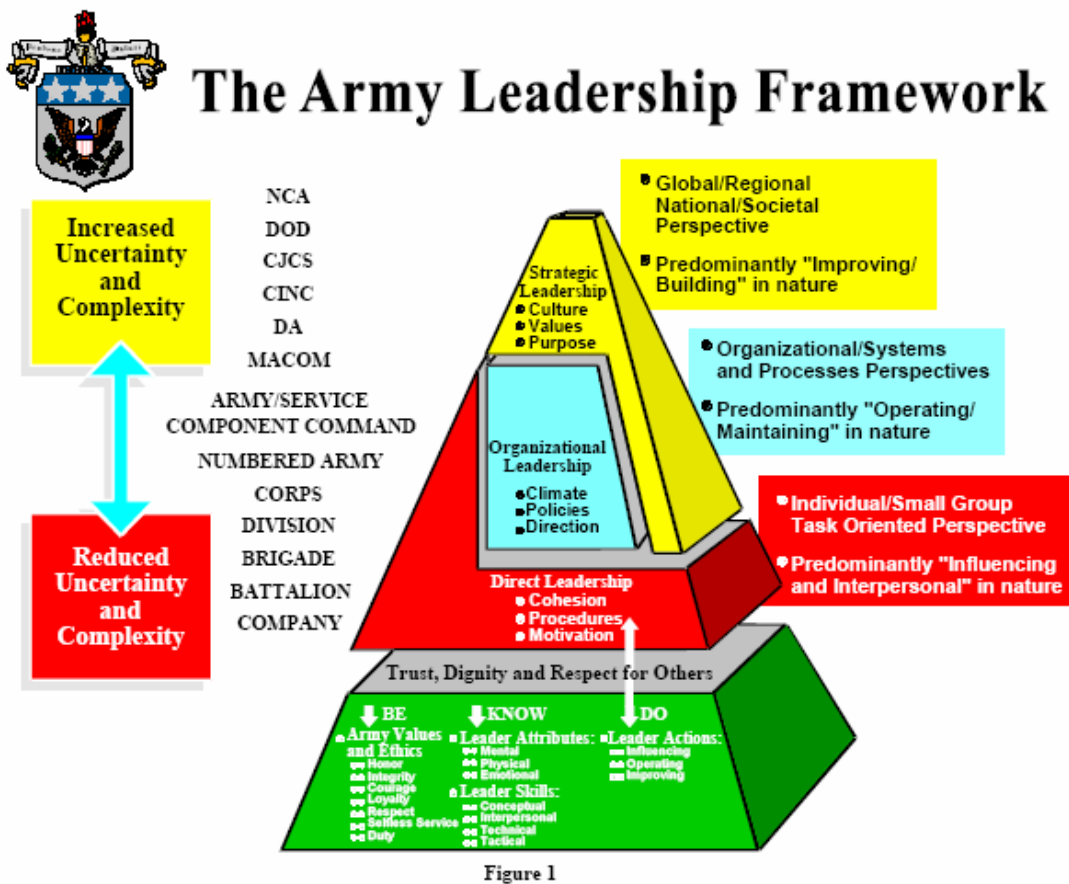 The Army Leadership Framework
Increased
Uncertainty
and
Complexity
Reduced
Uncertainty
and
Complexity
NCA
DOD
CJCS
CINC
DA
MACOM
ARMY/SERVICE
COMPONENT COMMAND
NUMBERED ARMY
CORPS
DIVISION
BRIGADE
BATTALION
COMPANY
Strategic
Leadership
Culture
Values
Purpose
Organizational
Leadership
Climate
Policies
Direction
Direct Leadership
Cohesion
Procedures
Motivation
Global/Regional
National/Societal
Perspective
Predominantly "Improving/
Building" in nature
Organizational/Systems
and Processes Perspectives
Predominantly "Operating/
Maintaining" in nature
Individual/Small Group
Task Oriented Perspective
Predominantly "Influencing
and Interpersonal" in nature
Trust, Dignity and Respect for Others
BE
Army Values
and Ethics
Honor
Integrity
Courage
Loyalty
Respect
Selfless Service
Duty
KNOW
Leader Attributes:
Mental
Physical
Emotional
Leader Skills:
Conceptual
Interpersonal
Technical
Tactical
DO
Leader Actions:
Influencing
Operating
Improving
Figure 1